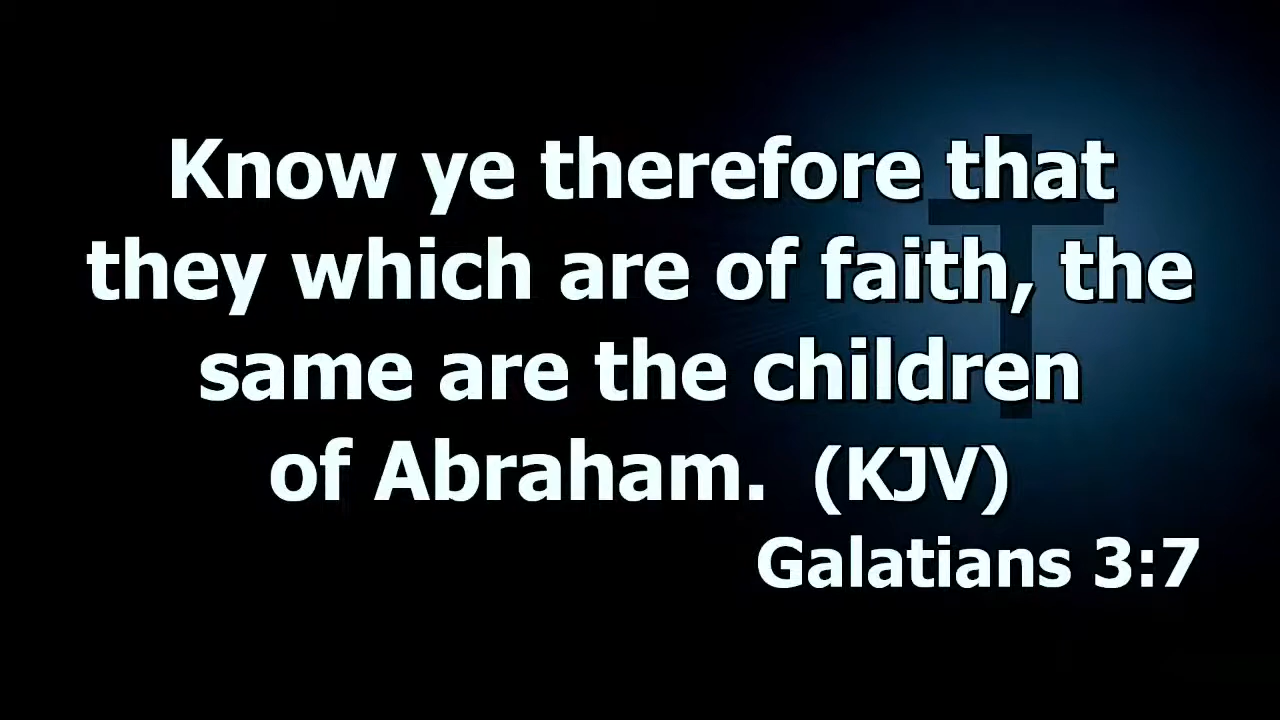 Know ye therefore that
they which are of faith, the
same are the children
of Abraham.  (KJV)
Galatians 3:7